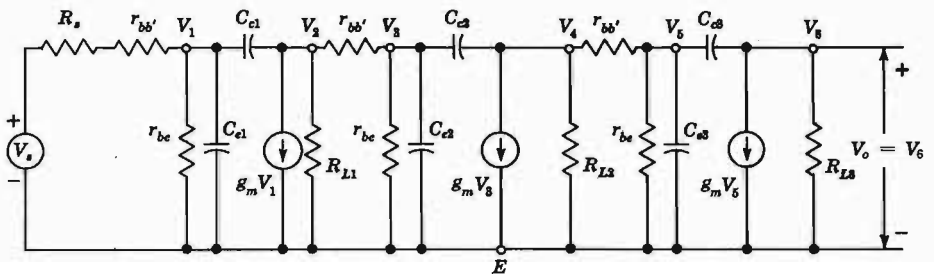 R_s
r_bb'
V_1
C_c1
V_2
r_bb'
V_3
C_c2
V_4
r_bb'
V_5
C_c3
V_6
+
V_s
−
r_be
C_e1
g_m V_1
R_L1
r_be
C_e2
g_m V_3
R_L2
r_be
C_e3
g_m V_5
R_L3
+
V_o = V_6
−
E